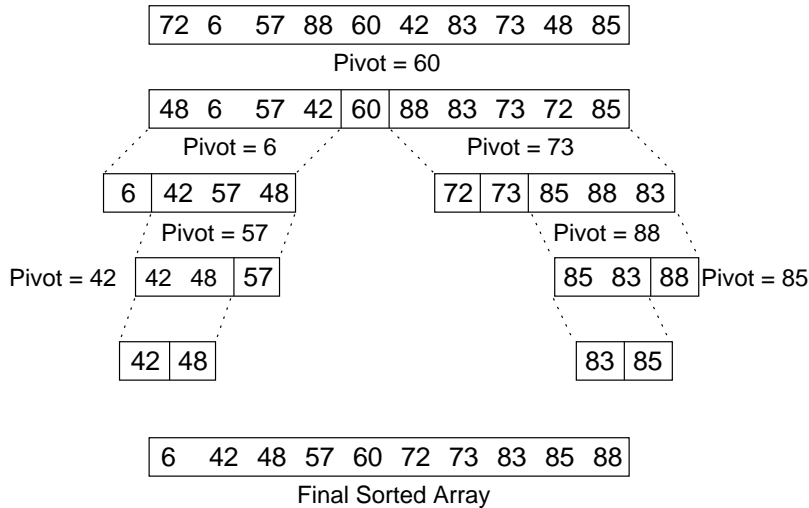 72 6 57 88 60 42 83 73 48 85
Pivot = 60
48 6 57 42 60 88 83 73 72 85
Pivot = 6 Pivot = 73
6 42 57 48 72 73 85 88 83
Pivot = 57 Pivot = 88
Pivot = 42 42 48 57 85 83 88 Pivot = 85
42 48 83 85
6 42 48 57 60 72 73 83 85 88
Final Sorted Array